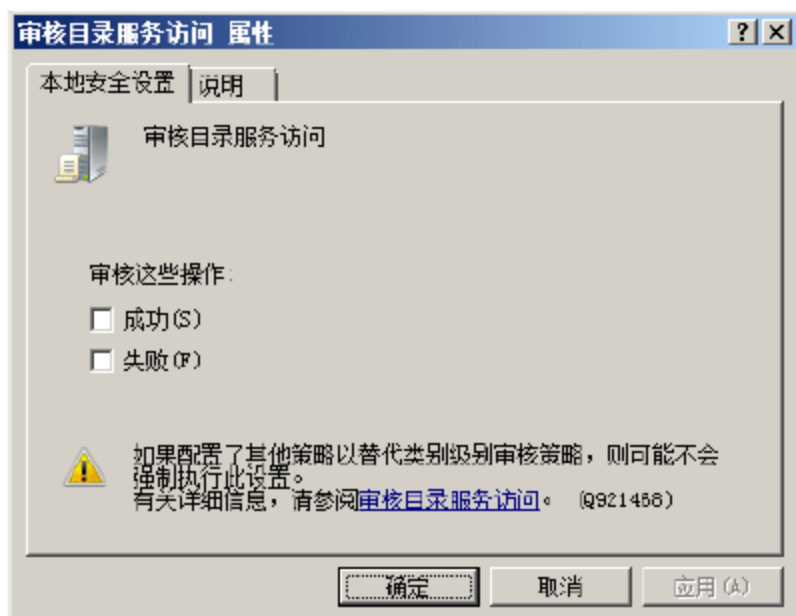 审核目录服务访问 属性
本地安全设置
说明
审核目录服务访问
审核这些操作:
成功(S)
失败(F)
如果配置了其他策略以替代类别级别审核策略，则可能不会
强制执行此设置。
有关详细信息，请参阅审核目录服务访问。 (Q921468)
确定
取消
应用(A)